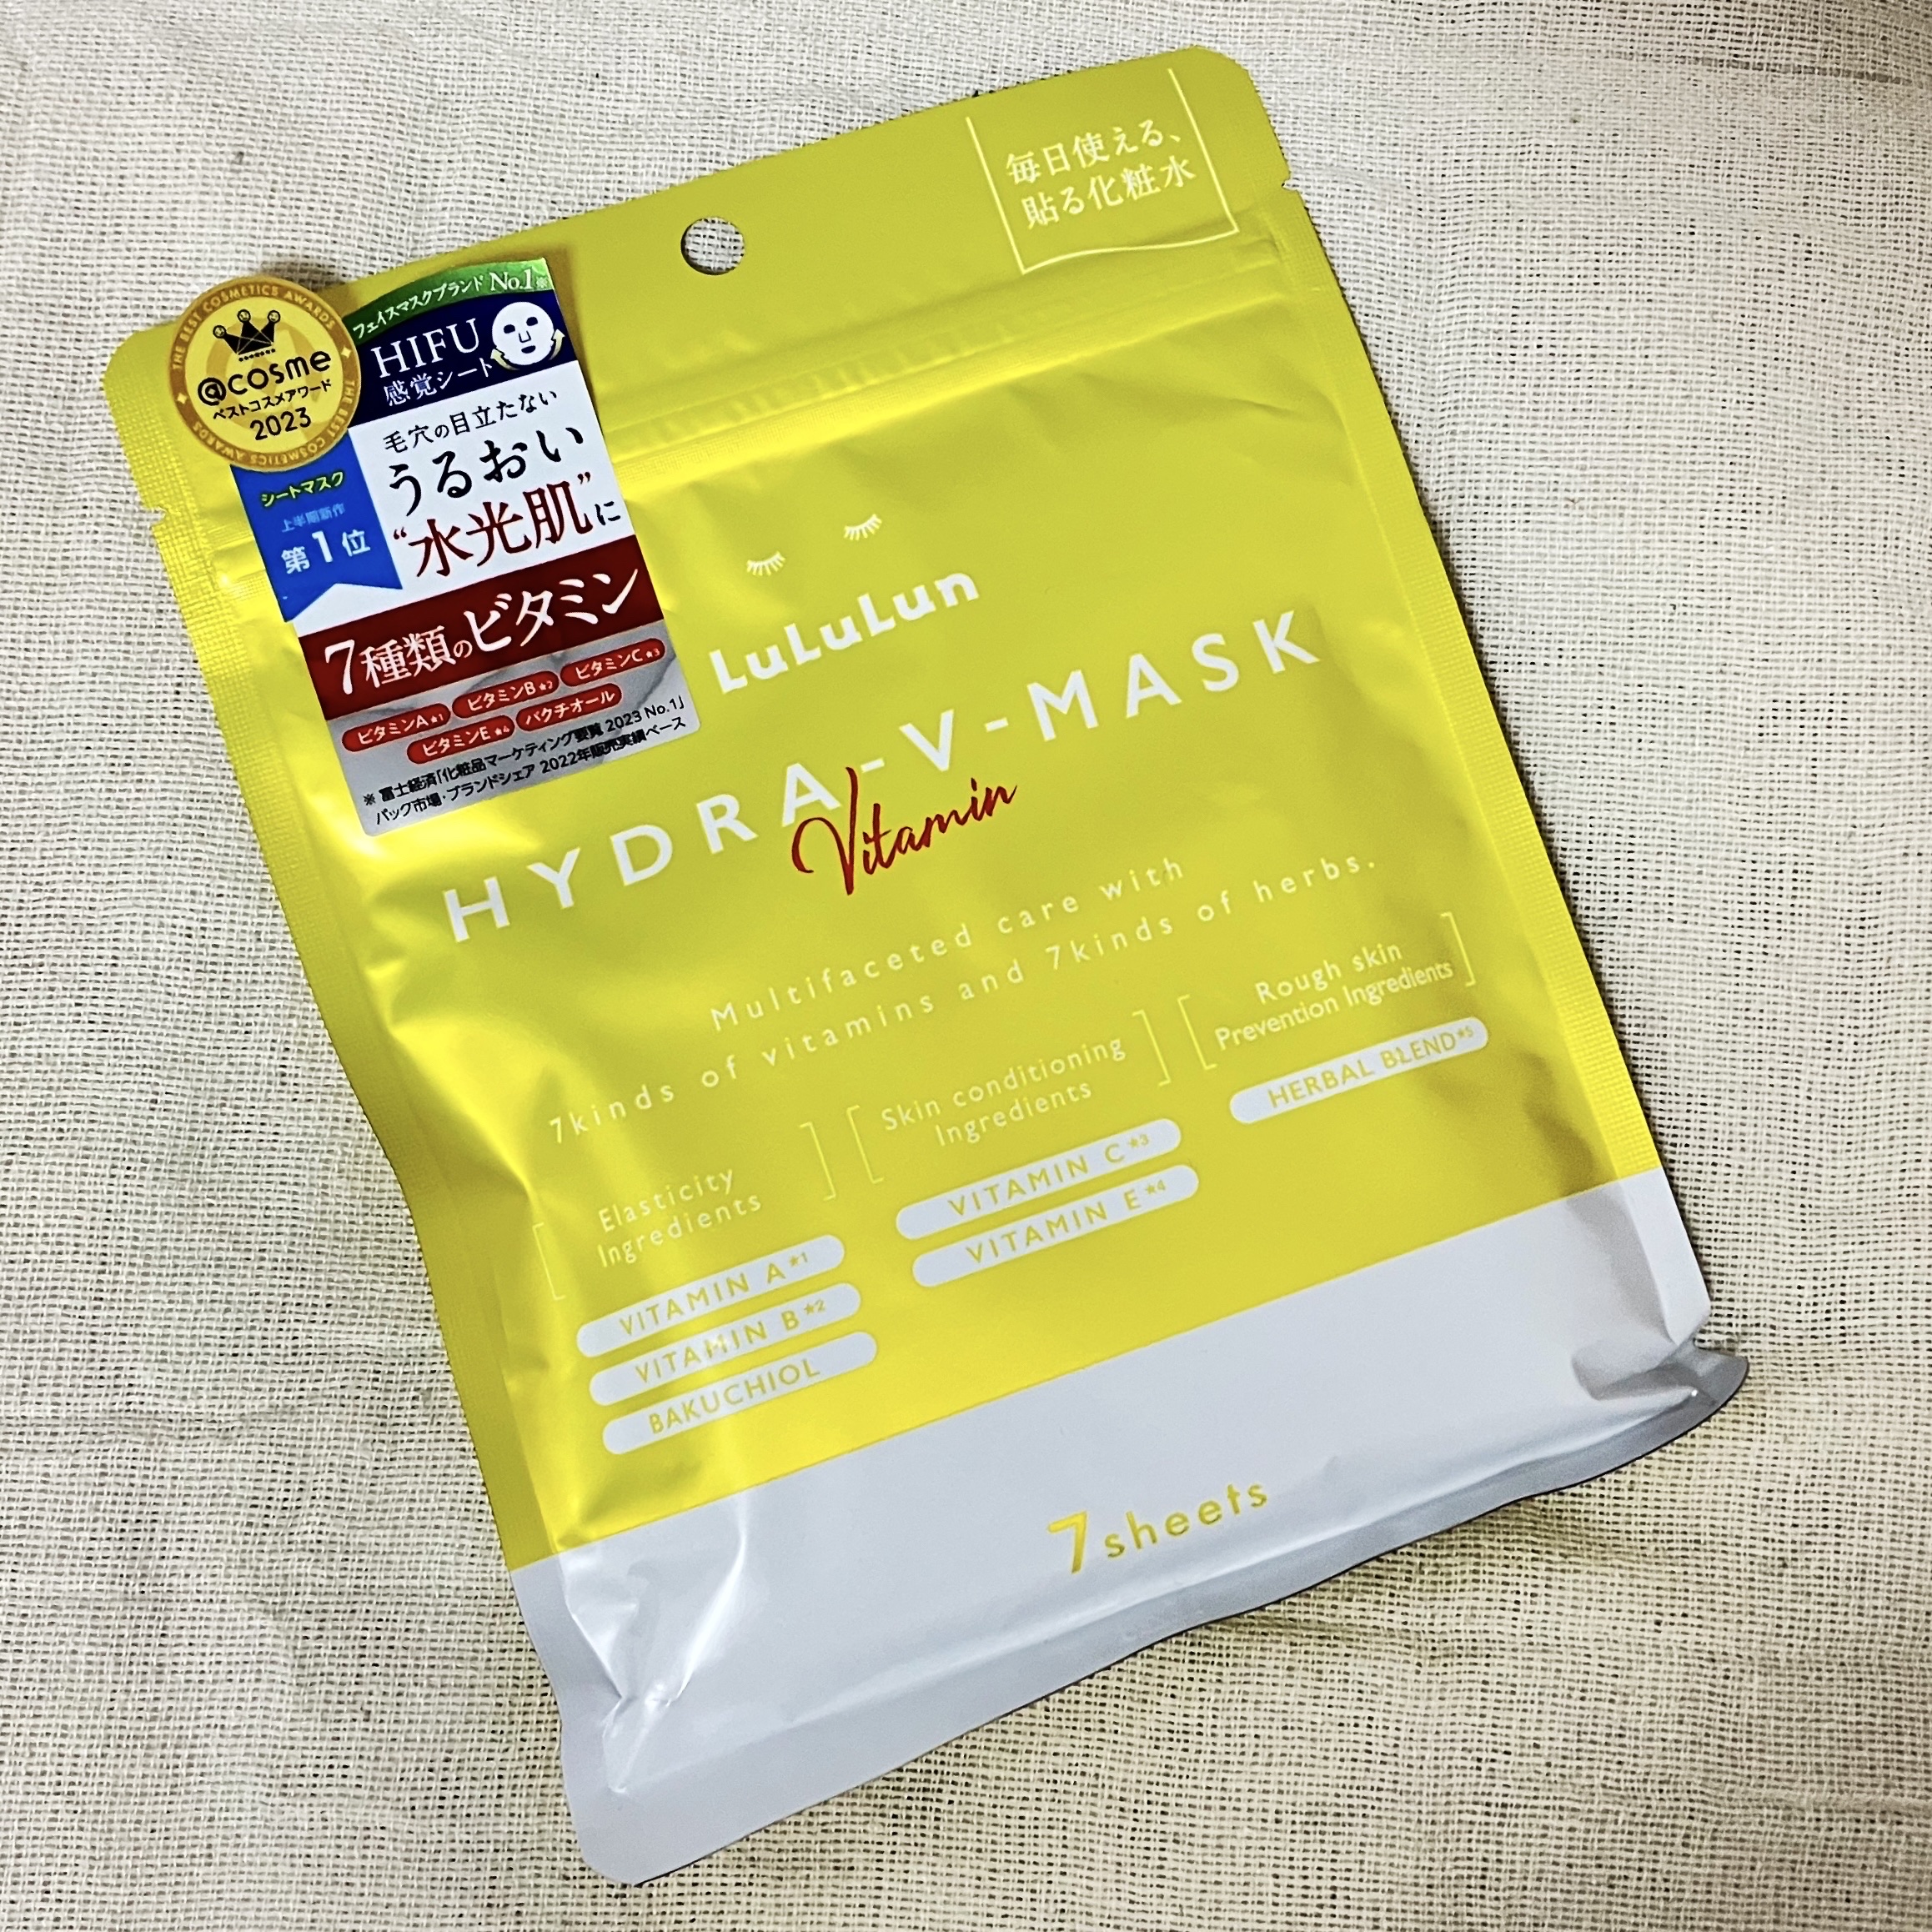 毎日使える、
貼る化粧水
THE BEST COSMETICS AWARDS
THE BEST COSMETICS AWARDS
@cosme
ベストコスメアワード
2023
シートマスク
上半期新作
第1位
フェイスマスクブランド No.1※
HIFU
感覚シート
毛穴の目立たない
うるおい
“水光肌”に
7種類のビタミン
ビタミンA★1 ビタミンB★2 ビタミンC★3
ビタミンE★4 バクチオール
※ 富士経済「化粧品マーケティング要覧 2023 No.1」
パック市場・ブランドシェア 2022年販売実績ベース
LuLuLun
HYDRA-V-MASK
Vitamin
Multifaceted care with
7kinds of vitamins and 7kinds of herbs.
Elasticity
Ingredients
VITAMIN A★1
VITAMIN B★2
BAKUCHIOL
Skin conditioning
Ingredients
VITAMIN C★3
VITAMIN E★4
Rough skin
Prevention Ingredients
HERBAL BLEND★5
7sheets